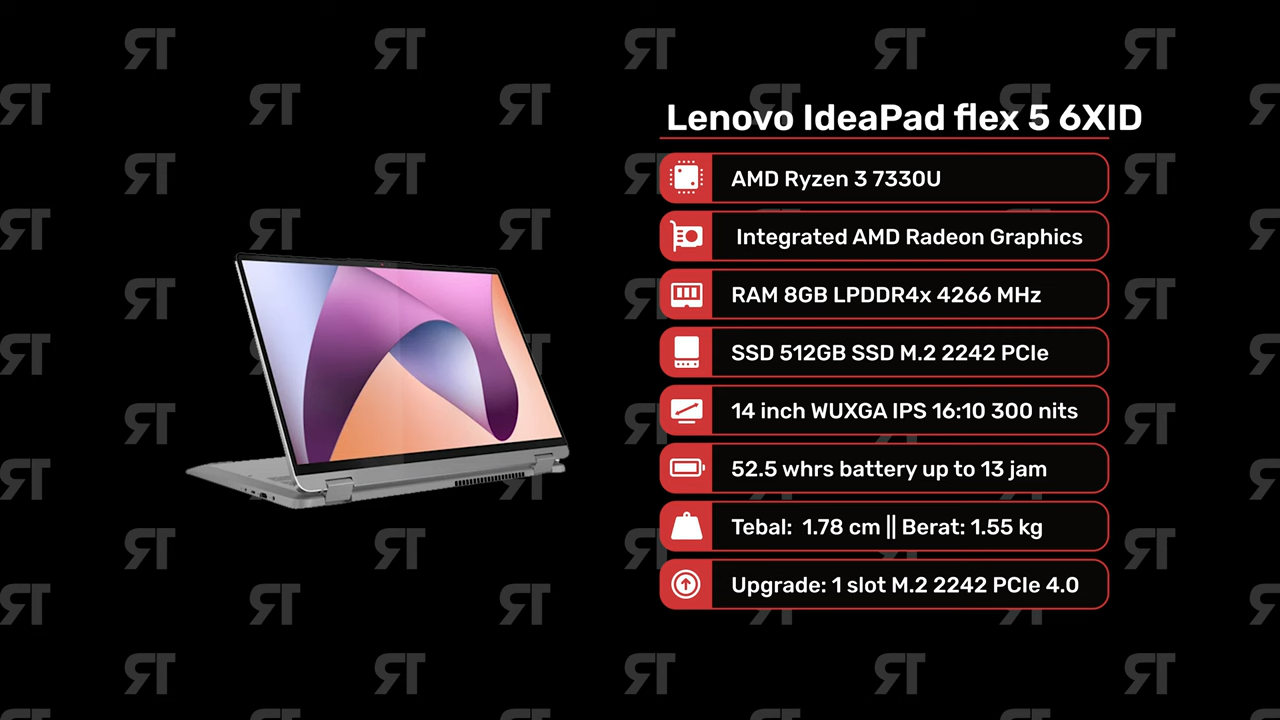 Lenovo IdeaPad flex 5 6XID
AMD Ryzen 3 7330U
Integrated AMD Radeon Graphics
RAM 8GB LPDDR4x 4266 MHz
SSD 512GB SSD M.2 2242 PCIe
14 inch WUXGA IPS 16:10 300 nits
52.5 whrs battery up to 13 jam
Tebal: 1.78 cm || Berat: 1.55 kg
Upgrade: 1 slot M.2 2242 PCIe 4.0